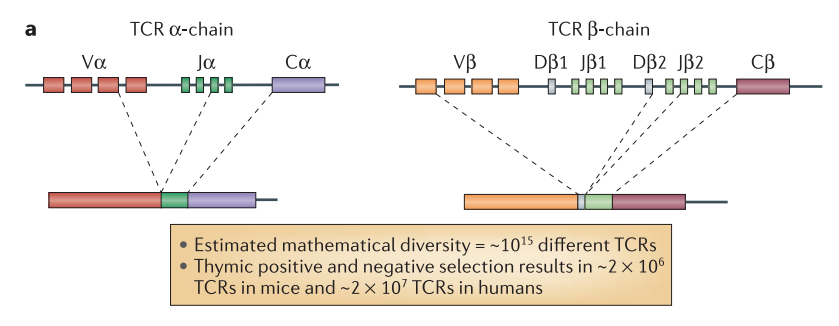 a
TCR α-chain
TCR β-chain
Vα
Jα
Cα
Vβ
Dβ1
Jβ1
Dβ2
Jβ2
Cβ
• Estimated mathematical diversity = ~10¹⁵ different TCRs
• Thymic positive and negative selection results in ~2 × 10⁶
TCRs in mice and ~2 × 10⁷ TCRs in humans